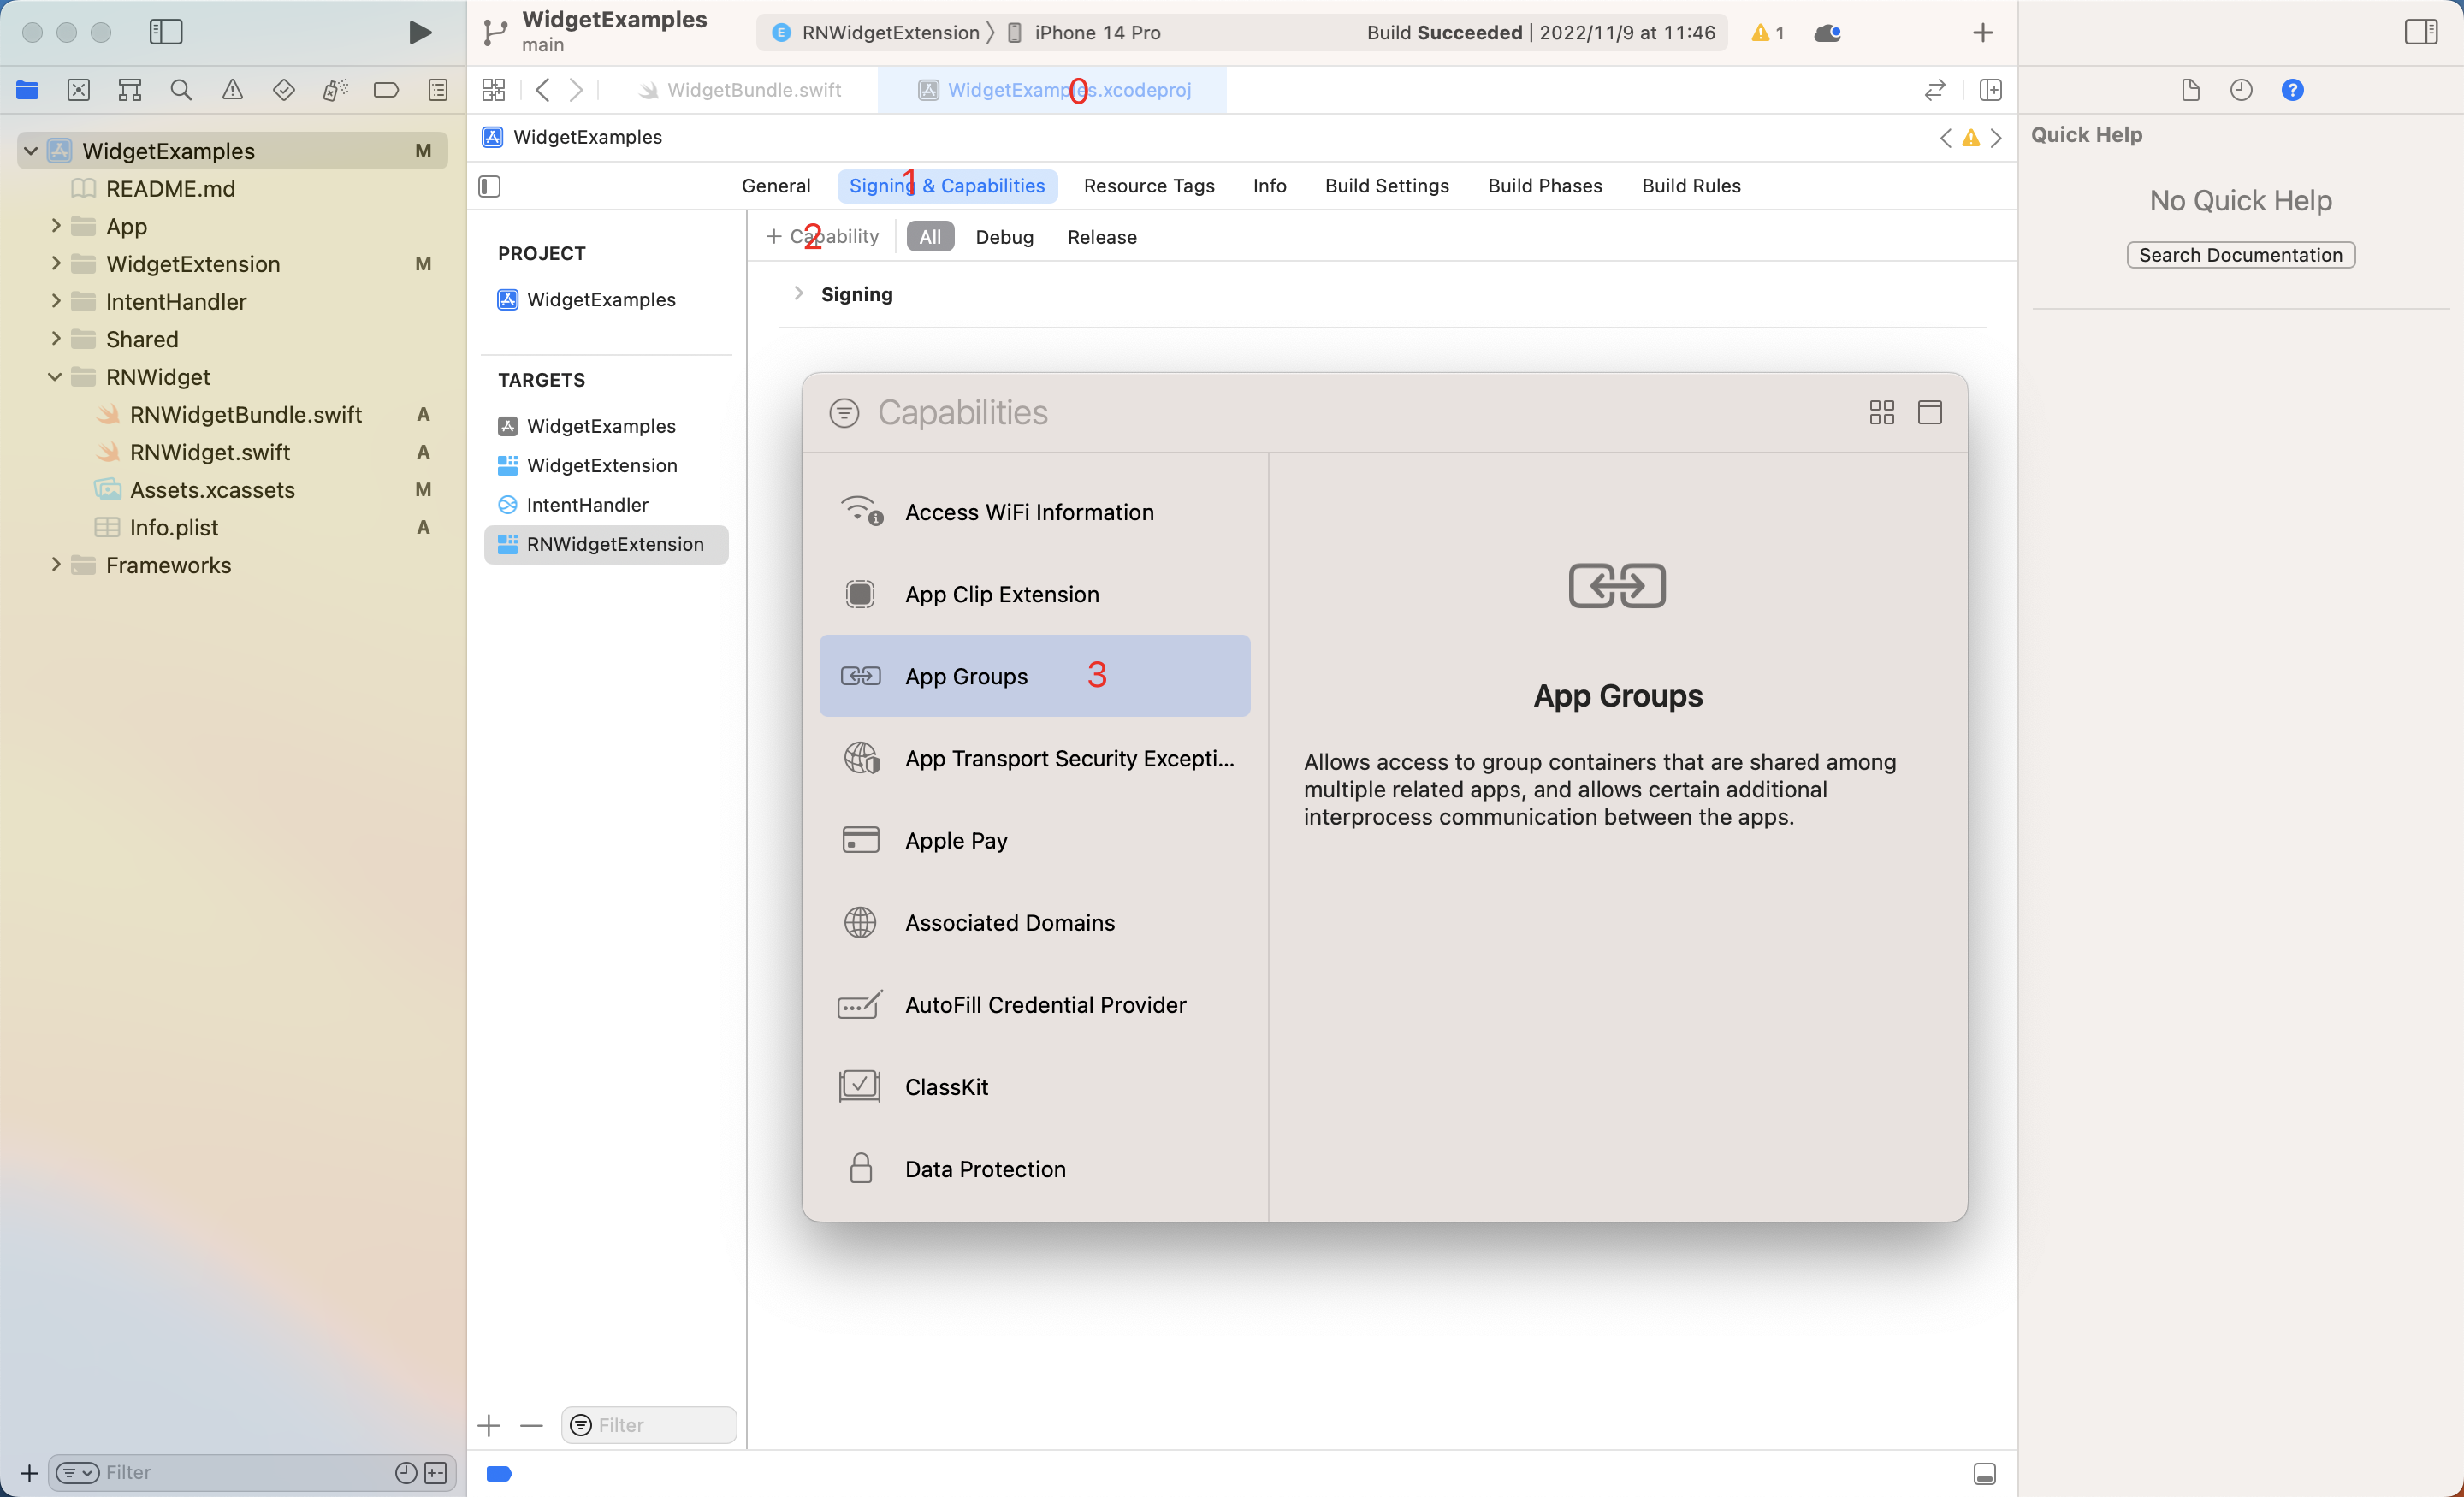 WidgetExamples
main
E RNWidgetExtension 〉 iPhone 14 Pro
Build Succeeded | 2022/11/9 at 11:46
1
WidgetBundle.swift
WidgetExamples.xcodeproj
0
WidgetExamples
General
Signing & Capabilities
1
Resource Tags
Info
Build Settings
Build Phases
Build Rules
WidgetExamples M
README.md
App
WidgetExtension M
IntentHandler
Shared
RNWidget
RNWidgetBundle.swift A
RNWidget.swift A
Assets.xcassets M
Info.plist A
Frameworks
Filter
PROJECT
WidgetExamples
TARGETS
WidgetExamples
WidgetExtension
IntentHandler
RNWidgetExtension
Filter
+ Capability
2
All
Debug
Release
Signing
Capabilities
Access WiFi Information
App Clip Extension
App Groups
3
App Transport Security Excepti...
Apple Pay
Associated Domains
AutoFill Credential Provider
ClassKit
Data Protection
App Groups
Allows access to group containers that are shared among
multiple related apps, and allows certain additional
interprocess communication between the apps.
?
Quick Help
No Quick Help
Search Documentation